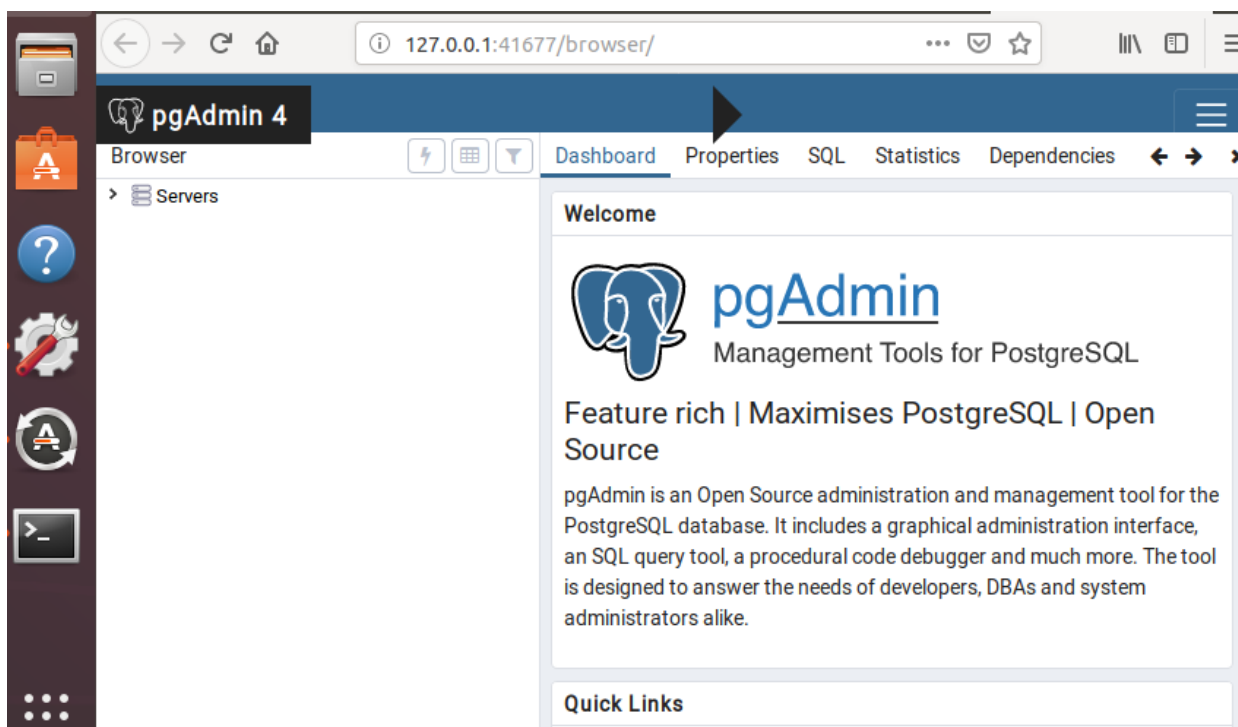 127.0.0.1:41677/browser/
pgAdmin 4
Browser
Dashboard Properties SQL Statistics Dependencies
Servers
Welcome
pgAdmin
Management Tools for PostgreSQL
Feature rich | Maximises PostgreSQL | Open
Source
pgAdmin is an Open Source administration and management tool for the
PostgreSQL database. It includes a graphical administration interface,
an SQL query tool, a procedural code debugger and much more. The tool
is designed to answer the needs of developers, DBAs and system
administrators alike.
Quick Links